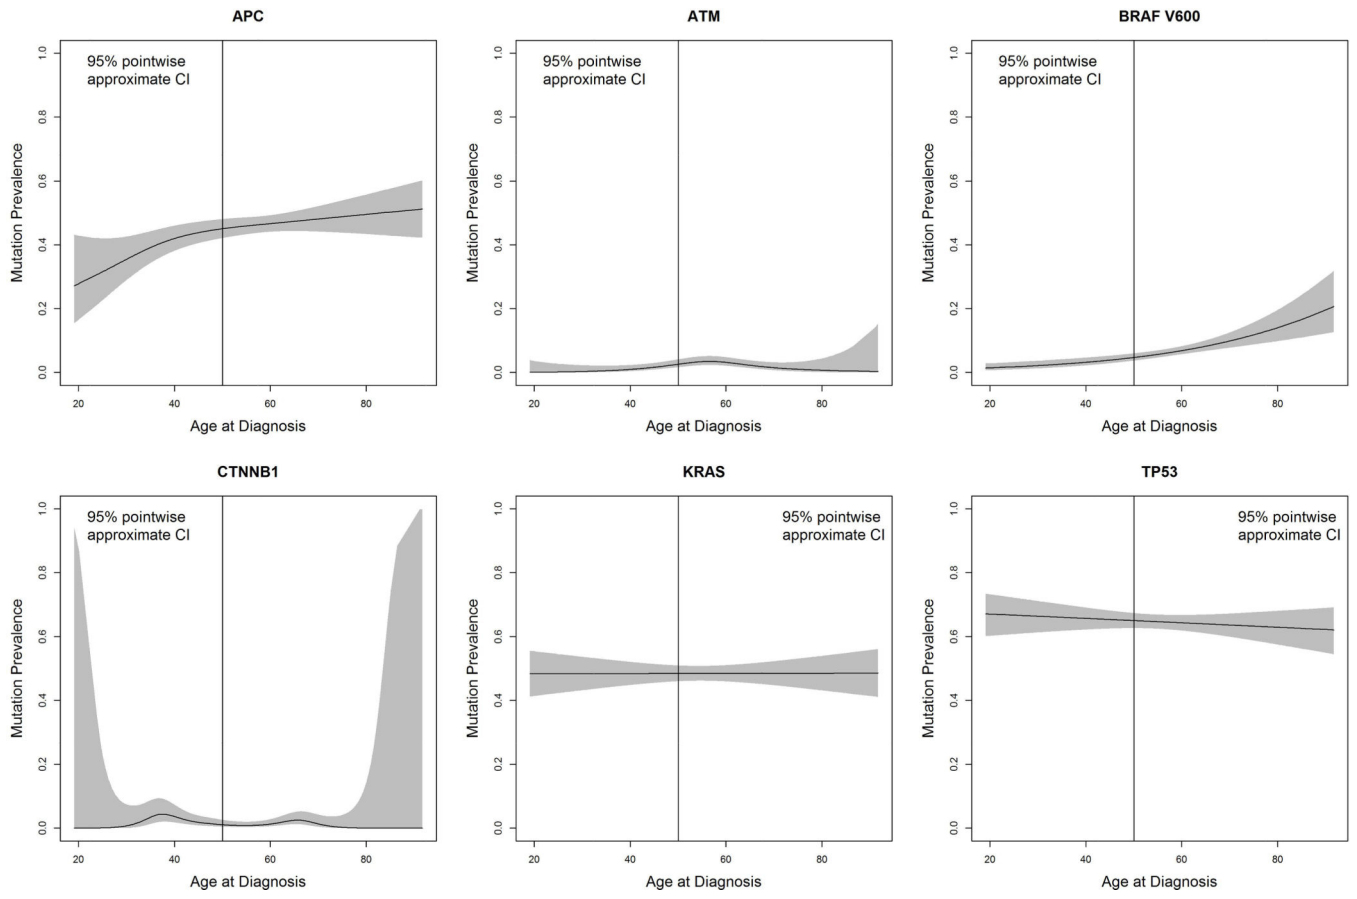 APC
95% pointwise
approximate CI
Mutation Prevalence
1.0
0.8
0.6
0.4
0.2
0.0
20
40
60
80
Age at Diagnosis
ATM
95% pointwise
approximate CI
Mutation Prevalence
1.0
0.8
0.6
0.4
0.2
0.0
20
40
60
80
Age at Diagnosis
BRAF V600
95% pointwise
approximate CI
Mutation Prevalence
1.0
0.8
0.6
0.4
0.2
0.0
20
40
60
80
Age at Diagnosis
CTNNB1
95% pointwise
approximate CI
Mutation Prevalence
1.0
0.8
0.6
0.4
0.2
0.0
20
40
60
80
Age at Diagnosis
KRAS
95% pointwise
approximate CI
Mutation Prevalence
1.0
0.8
0.6
0.4
0.2
0.0
20
40
60
80
Age at Diagnosis
TP53
95% pointwise
approximate CI
Mutation Prevalence
1.0
0.8
0.6
0.4
0.2
0.0
20
40
60
80
Age at Diagnosis